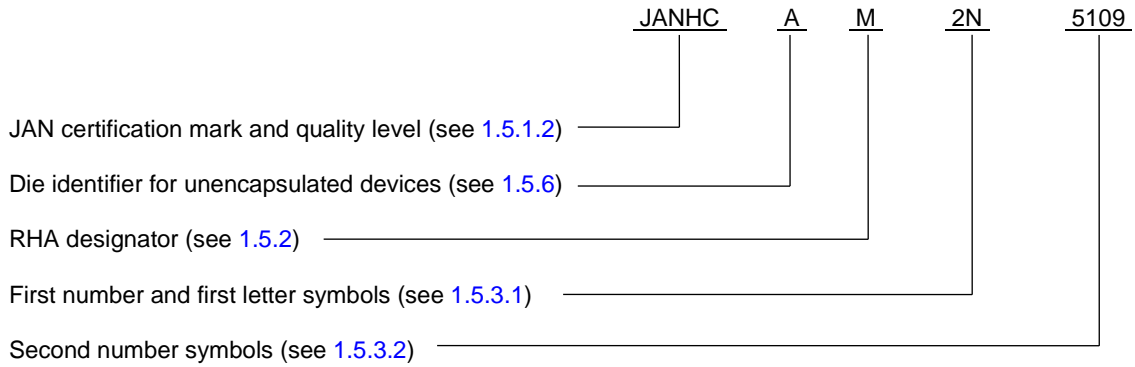 JANHC A M 2N 5109
JAN certification mark and quality level (see 1.5.1.2)
Die identifier for unencapsulated devices (see 1.5.6)
RHA designator (see 1.5.2)
First number and first letter symbols (see 1.5.3.1)
Second number symbols (see 1.5.3.2)